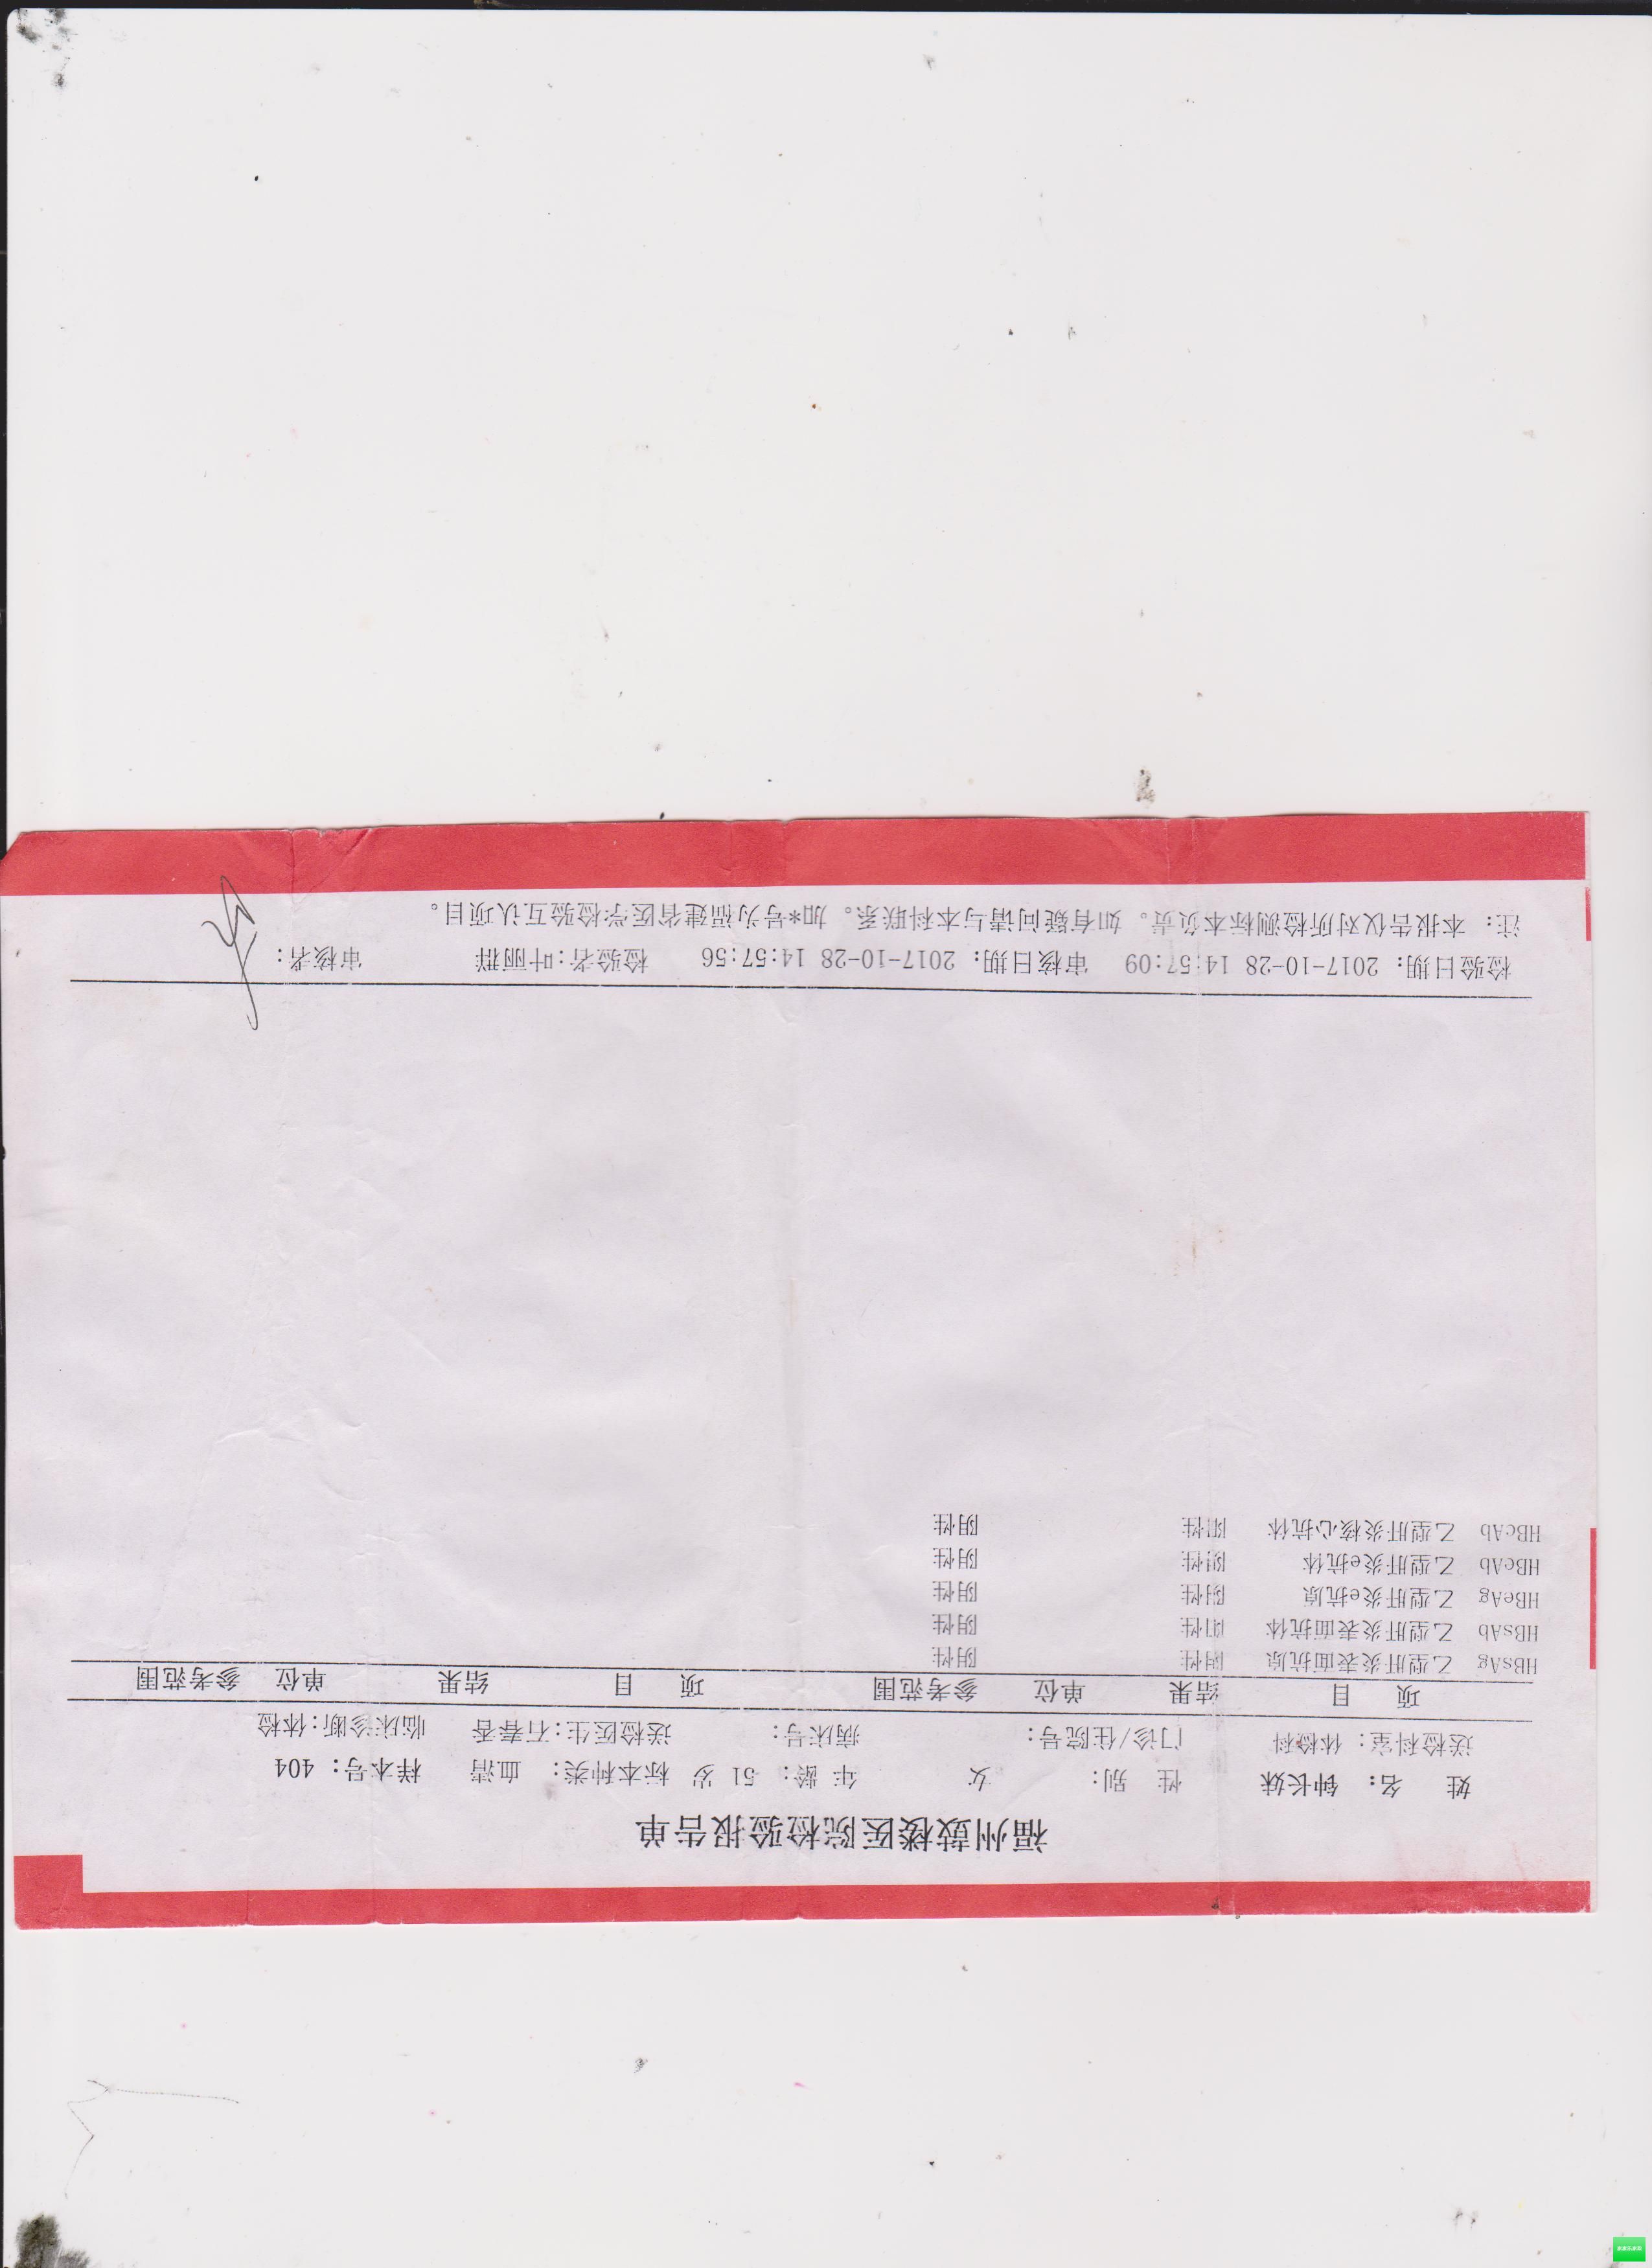 福州鼓楼医院检验报告单
姓 名: 钟长妹 性 别: 女 年 龄: 51 岁 标本种类: 血清 样本号: 404
送检科室: 体检科 门诊/住院号: 病床号: 送检医生:石春香 临床诊断:体检
项 目 结果 单位 参考范围 项 目 结果 单位 参考范围
HBsAg 乙型肝炎表面抗原 阴性 阴性
HBsAb 乙型肝炎表面抗体 阴性 阴性
HBeAg 乙型肝炎e抗原 阴性 阴性
HBeAb 乙型肝炎e抗体 阴性 阴性
HBcAb 乙型肝炎核心抗体 阴性 阴性
检验日期: 2017-10-28 14:57:09 审核日期: 2017-10-28 14:57:56 检验者:叶丽群 审核者:
注: 本报告仅对所检测标本负责。如有疑问请与本科联系。加*号为福建省医学检验互认项目。